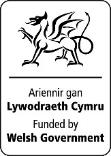 Ariennir gan
Lywodraeth Cymru
Funded by
Welsh Government